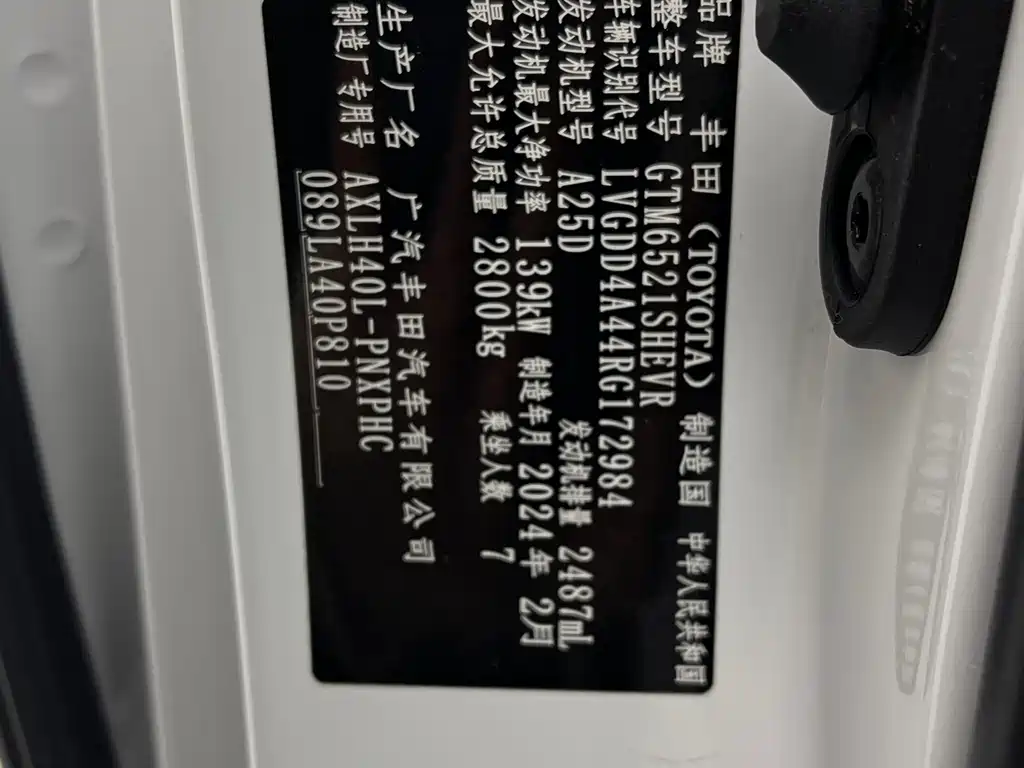 品牌 丰田（TOYOTA） 制造国 中华人民共和国
整车型号 GTM6521SHEVR
车辆识别代号 LVGDD4A44RG172984
发动机型号 A25D 发动机排量 2487mL
发动机最大净功率 139kW 制造年月 2024年 2月
最大允许总质量 2800kg 乘坐人数 7
生产厂名 广汽丰田汽车有限公司
制造厂专用号 AXLH40L-PNXPHC
089LA40P810